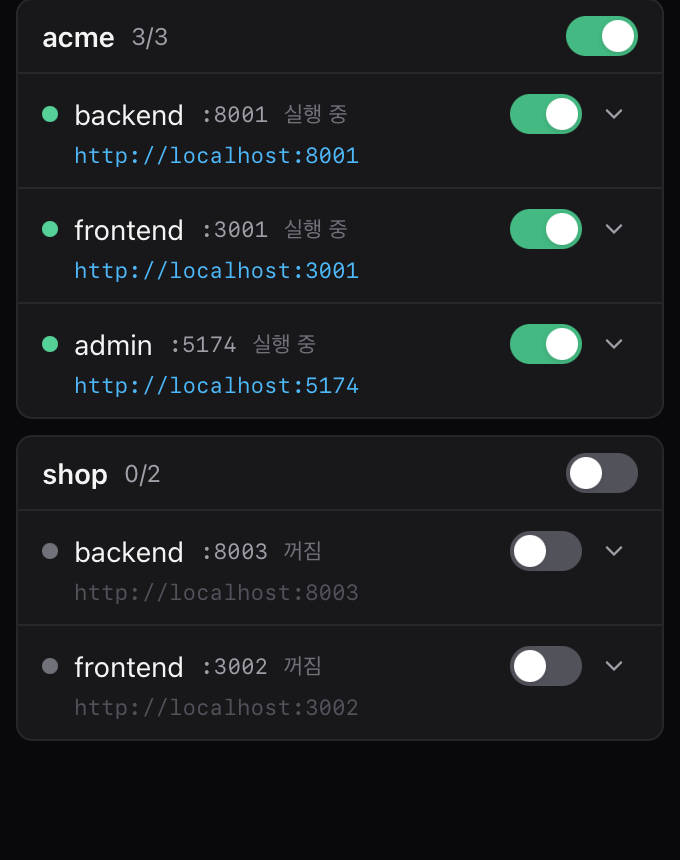 acme 3/3
backend :8001 실행 중
http://localhost:8001
frontend :3001 실행 중
http://localhost:3001
admin :5174 실행 중
http://localhost:5174
shop 0/2
backend :8003 꺼짐
http://localhost:8003
frontend :3002 꺼짐
http://localhost:3002